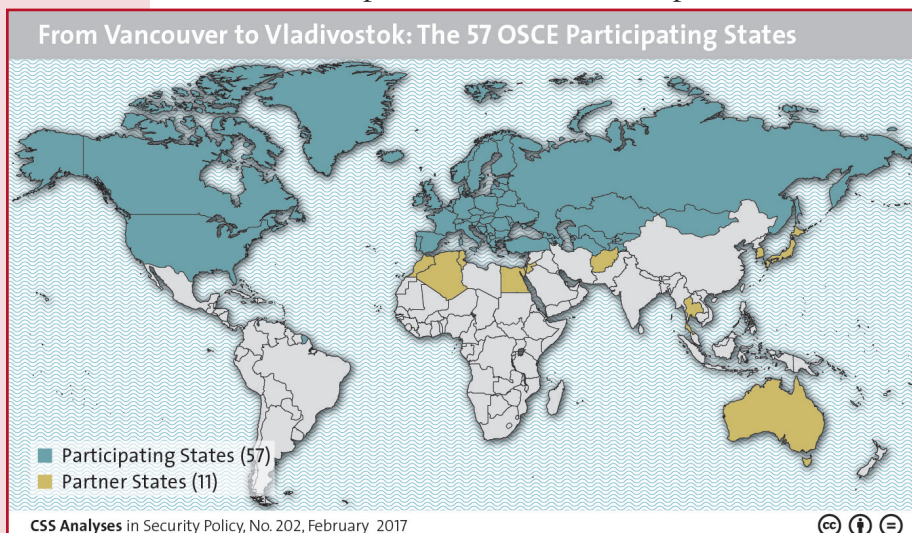 From Vancouver to Vladivostok: The 57 OSCE Participating States
Participating States (57)
Partner States (11)
CSS Analyses in Security Policy, No. 202, February 2017